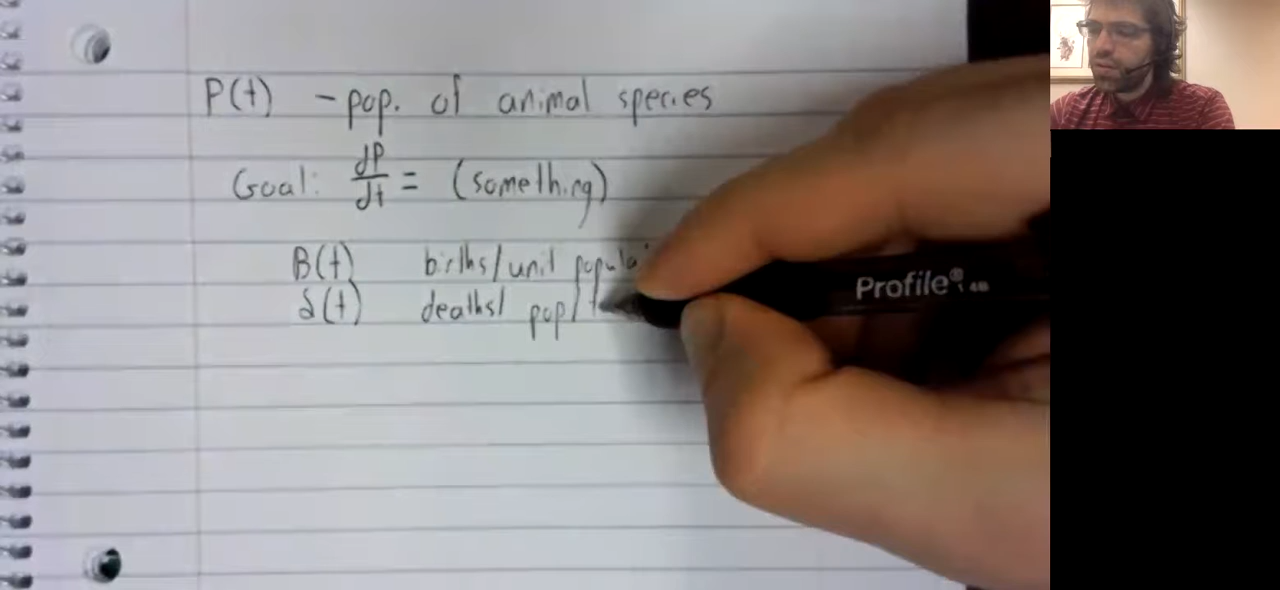 P(t) - pop. of animal species
Goal: dP/dt = (something)
B(t) births/unit
δ(t) deaths/ pop/
Profile®